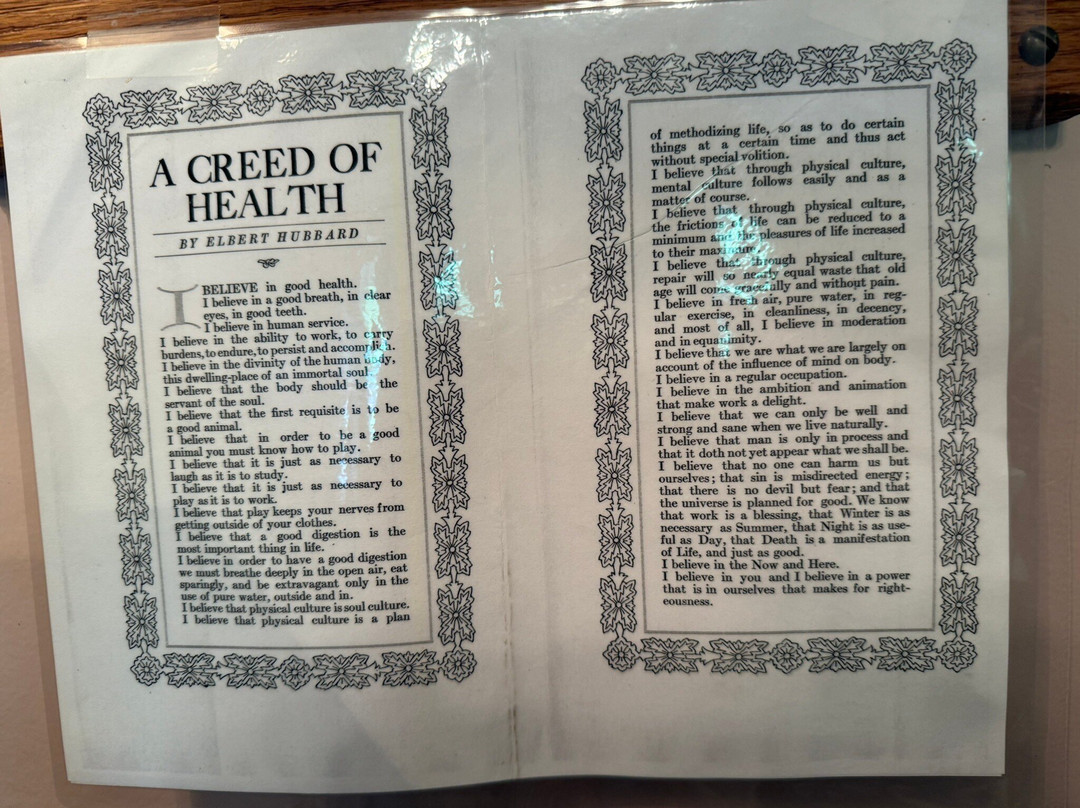 A CREED OF
HEALTH
BY ELBERT HUBBARD
I BELIEVE in good health.
I believe in a good breath, in clear
eyes, in good teeth.
I believe in human service.
I believe in the ability to work, to carry
burdens, to endure, to persist and accomplish.
I believe in the divinity of the human body,
this dwelling-place of an immortal soul.
I believe that the body should be the
servant of the soul.
I believe that the first requisite is to be
a good animal.
I believe that in order to be a good
animal you must know how to play.
I believe that it is just as necessary to
laugh as it is to study.
I believe that it is just as necessary to
play as it is to work.
I believe that play keeps your nerves from
getting outside of your clothes.
I believe that a good digestion is the
most important thing in life.
I believe in order to have a good digestion
we must breathe deeply in the open air, eat
sparingly, and be extravagant only in the
use of pure water, outside and in.
I believe that physical culture is soul culture.
I believe that physical culture is a plan
of methodizing life, so as to do certain
things at a certain time and thus act
without special volition.
I believe that through physical culture,
mental culture follows easily and as a
matter of course.
I believe that through physical culture,
the frictions of life can be reduced to a
minimum and the pleasures of life increased
to their maximum.
I believe that through physical culture,
repair will so nearly equal waste that old
age will come gracefully and without pain.
I believe in fresh air, pure water, in reg-
ular exercise, in cleanliness, in decency,
and most of all, I believe in moderation
and in equanimity.
I believe that we are what we are largely on
account of the influence of mind on body.
I believe in a regular occupation.
I believe in the ambition and animation
that make work a delight.
I believe that we can only be well and
strong and sane when we live naturally.
I believe that man is only in process and
that it doth not yet appear what we shall be.
I believe that no one can harm us but
ourselves; that sin is misdirected energy;
that there is no devil but fear; and that
the universe is planned for good. We know
that work is a blessing, that Winter is as
necessary as Summer, that Night is as use-
ful as Day, that Death is a manifestation
of Life, and just as good.
I believe in the Now and Here.
I believe in you and I believe in a power
that is in ourselves that makes for right-
eousness.